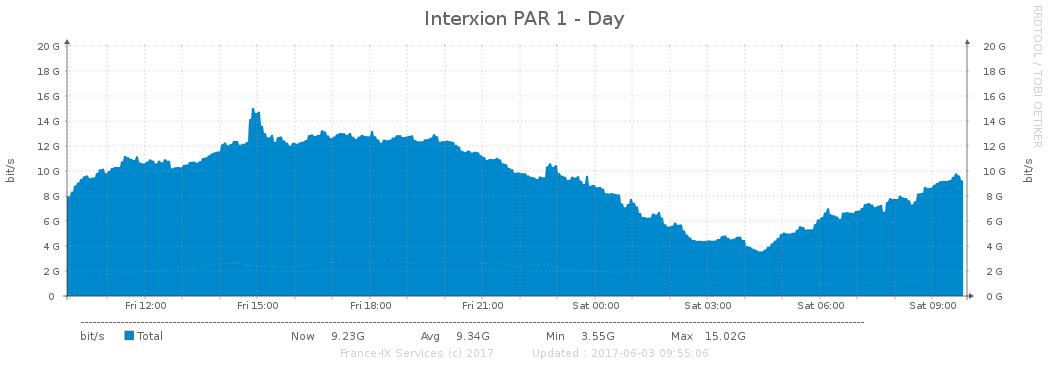 Interxion PAR 1 - Day
RRDTOOL / TOBI OETIKER
bit/s
20 G 20 G
18 G 18 G
16 G 16 G
14 G 14 G
12 G 12 G
10 G 10 G
8 G 8 G
6 G 6 G
4 G 4 G
2 G 2 G
0 0 G
bit/s
Fri 12:00 Fri 15:00 Fri 18:00 Fri 21:00 Sat 00:00 Sat 03:00 Sat 06:00 Sat 09:00
bit/s Total Now 9.23G Avg 9.34G Min 3.55G Max 15.02G
France-IX Services (c) 2017 Updated : 2017-06-03 09:55:06